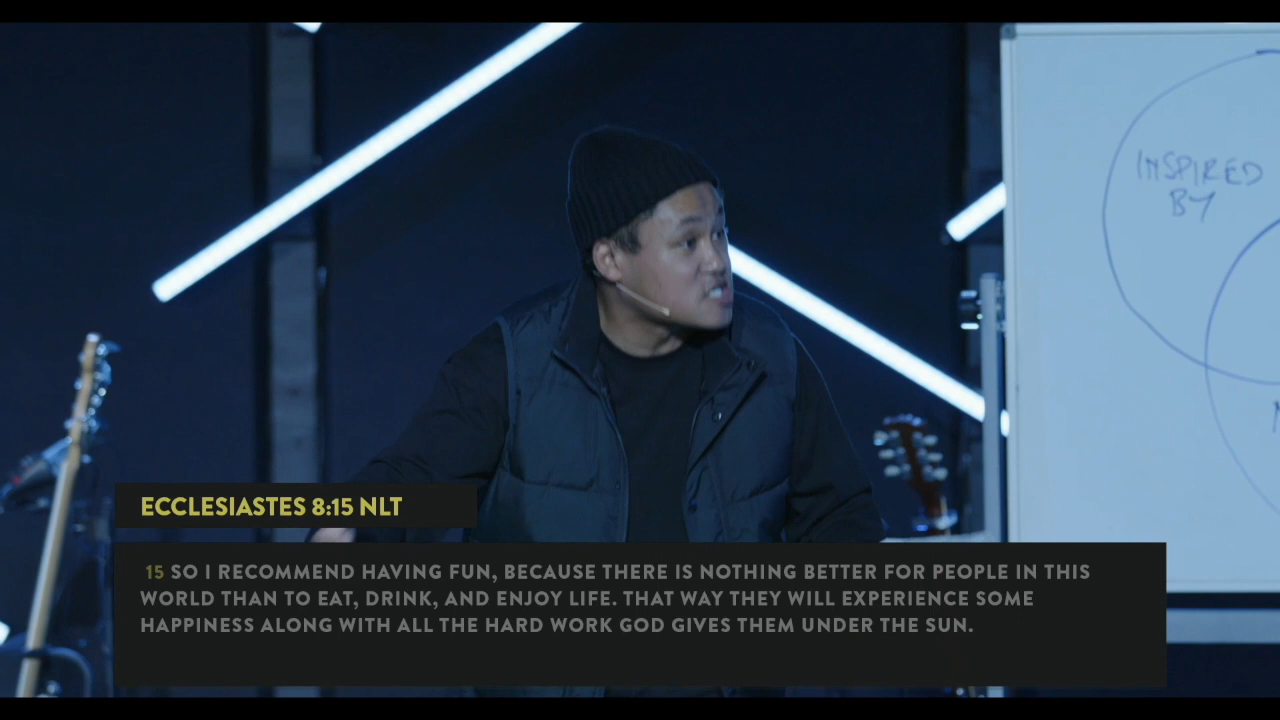 INSPIRED
BY
ECCLESIASTES 8:15 NLT
15 SO I RECOMMEND HAVING FUN, BECAUSE THERE IS NOTHING BETTER FOR PEOPLE IN THIS
WORLD THAN TO EAT, DRINK, AND ENJOY LIFE. THAT WAY THEY WILL EXPERIENCE SOME
HAPPINESS ALONG WITH ALL THE HARD WORK GOD GIVES THEM UNDER THE SUN.